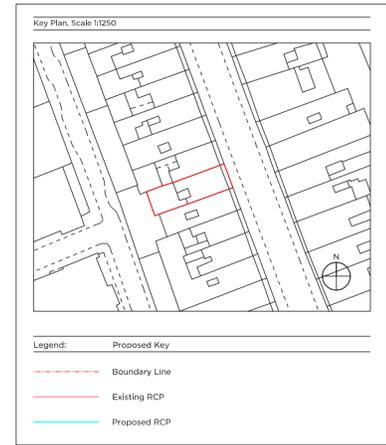 Key Plan, Scale 1:1250
N
Legend: Proposed Key
Boundary Line
Existing RCP
Proposed RCP